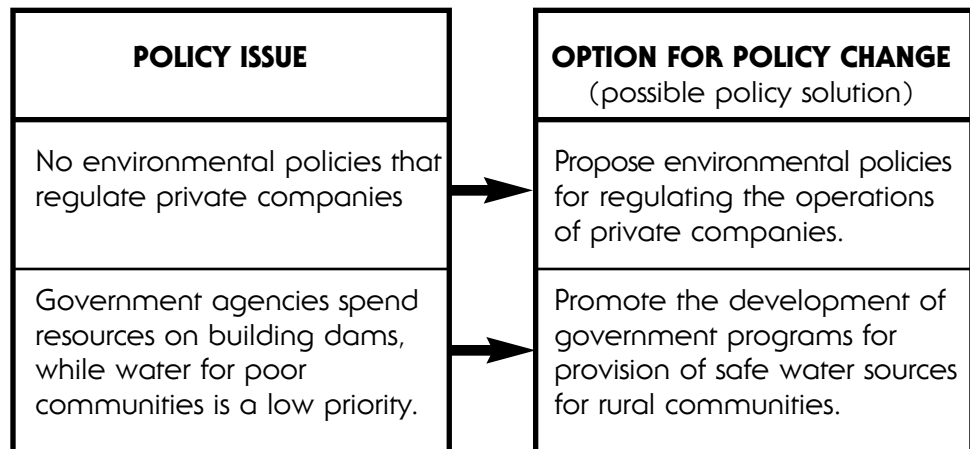 POLICY ISSUE
OPTION FOR POLICY CHANGE
(possible policy solution)
No environmental policies that
regulate private companies
Propose environmental policies
for regulating the operations
of private companies.
Government agencies spend
resources on building dams,
while water for poor
communities is a low priority.
Promote the development of
government programs for
provision of safe water sources
for rural communities.